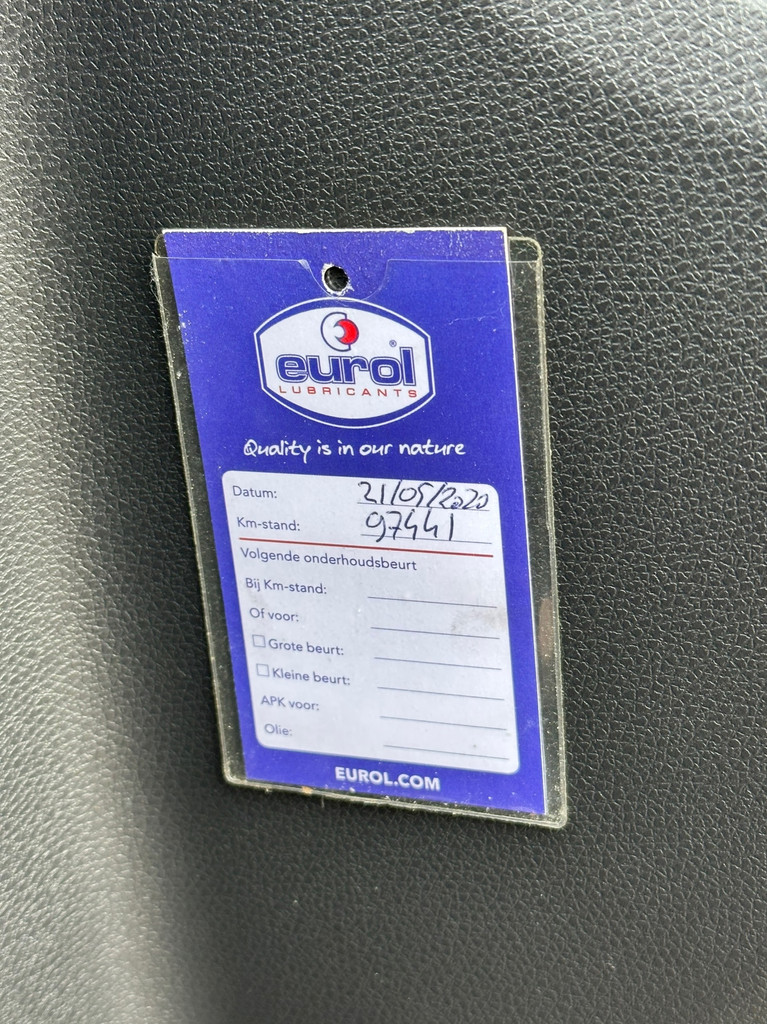 eurol®
LUBRICANTS
Quality is in our nature
Datum: 21/05/2020
Km-stand: 97441
Volgende onderhoudsbeurt
Bij Km-stand:
Of voor:
Grote beurt:
Kleine beurt:
APK voor:
Olie:
EUROL.COM